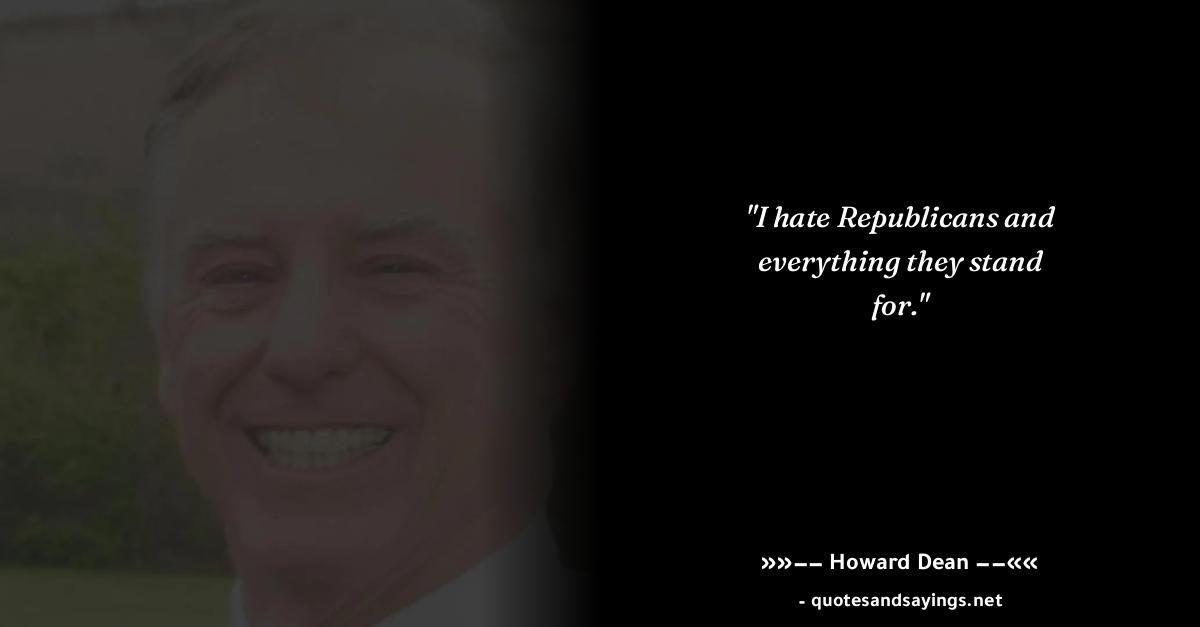 "I hate Republicans and
everything they stand
for."
»»–– Howard Dean ––««
- quotesandsayings.net